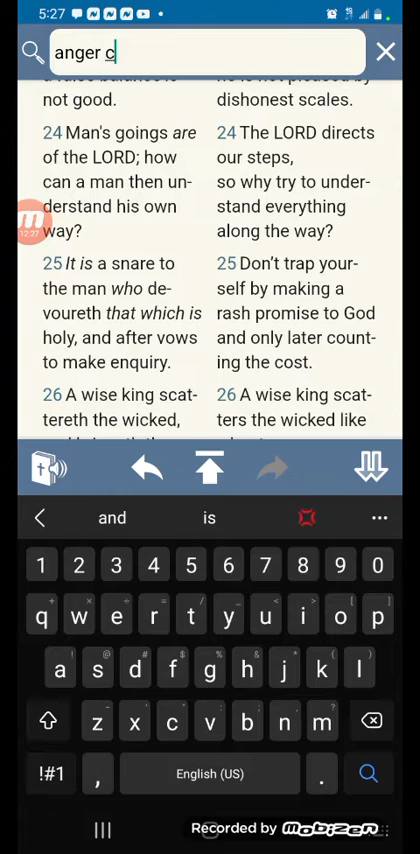 5:27
anger c
not good.
24 Man's goings are
of the LORD; how
can a man then un-
derstand his own
way?
25 It is a snare to
the man who de-
voureth that which is
holy, and after vows
to make enquiry.
26 A wise king scat-
tereth the wicked,
dishonest scales.
24 The LORD directs
our steps,
so why try to under-
stand everything
along the way?
25 Don't trap your-
self by making a
rash promise to God
and only later count-
ing the cost.
26 A wise king scat-
ters the wicked like
12:27
and is
1 2 3 4 5 6 7 8 9 0
q w e r t y u i o p
a s d f g h j k l
z x c v b n m
!#1 , English (US) .
Recorded by mobizen